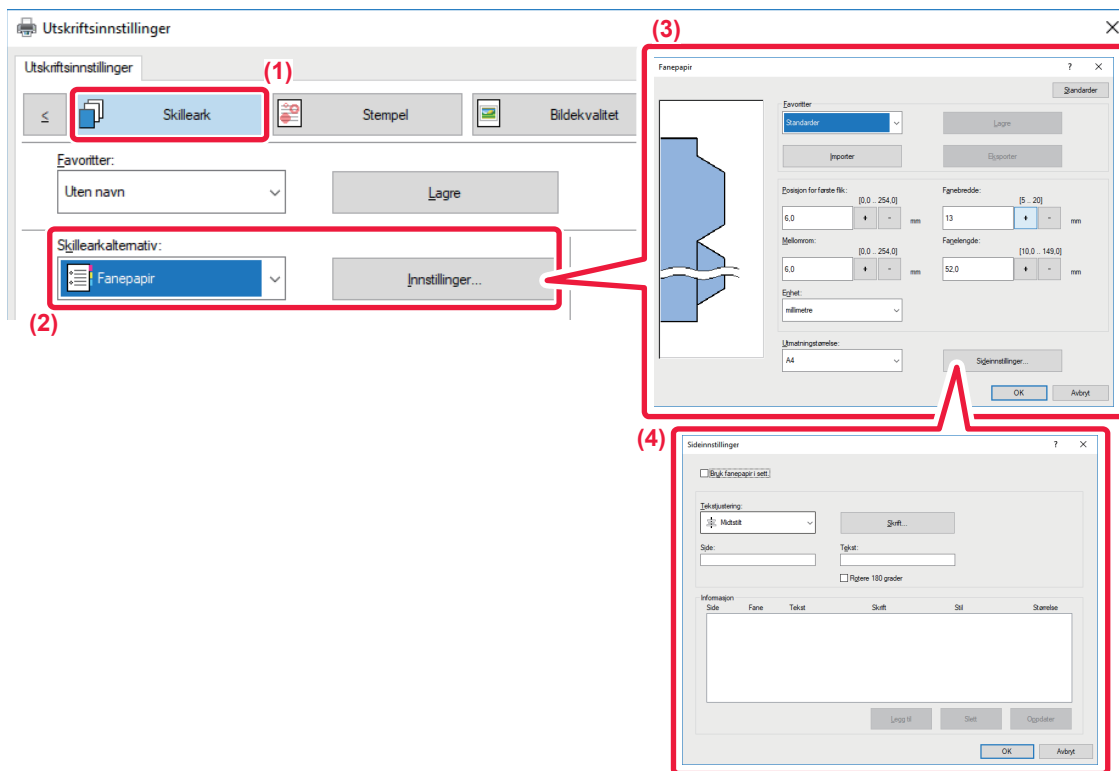 Utskriftsinnstillinger
Utskriftsinnstillinger
(1)
< Skilleark Stempel Bildekvalitet
Favoritter:
Uten navn Lagre
Skillearkalternativ:
Fanepapir Innstillinger...
(2)
(3)
Fanepapir ? ×
Standarder
Favoritter
Standarder Lagre
Importer Eksporter
Posisjon for første flik: Fanebredde:
[0,0 .. 254,0] [5 .. 20]
6,0 + - mm 13 + - mm
Mellomrom: Fanelengde:
[0,0 .. 254,0] [10,0 .. 149,0]
6,0 + - mm 52,0 + - mm
Enhet:
millimetre
Utmatningstørrelse:
A4 Sideinnstillinger...
OK Avbryt
(4)
Sideinnstillinger ? ×
Bruk fanepapir i sett.
Tekstjustering:
Midtstilt Skrift...
Side: Tekst:
Rotere 180 grader
Informasjon
Side Fane Tekst Skrift Stil Størrelse
Legg til Slett Oppdater
OK Avbryt